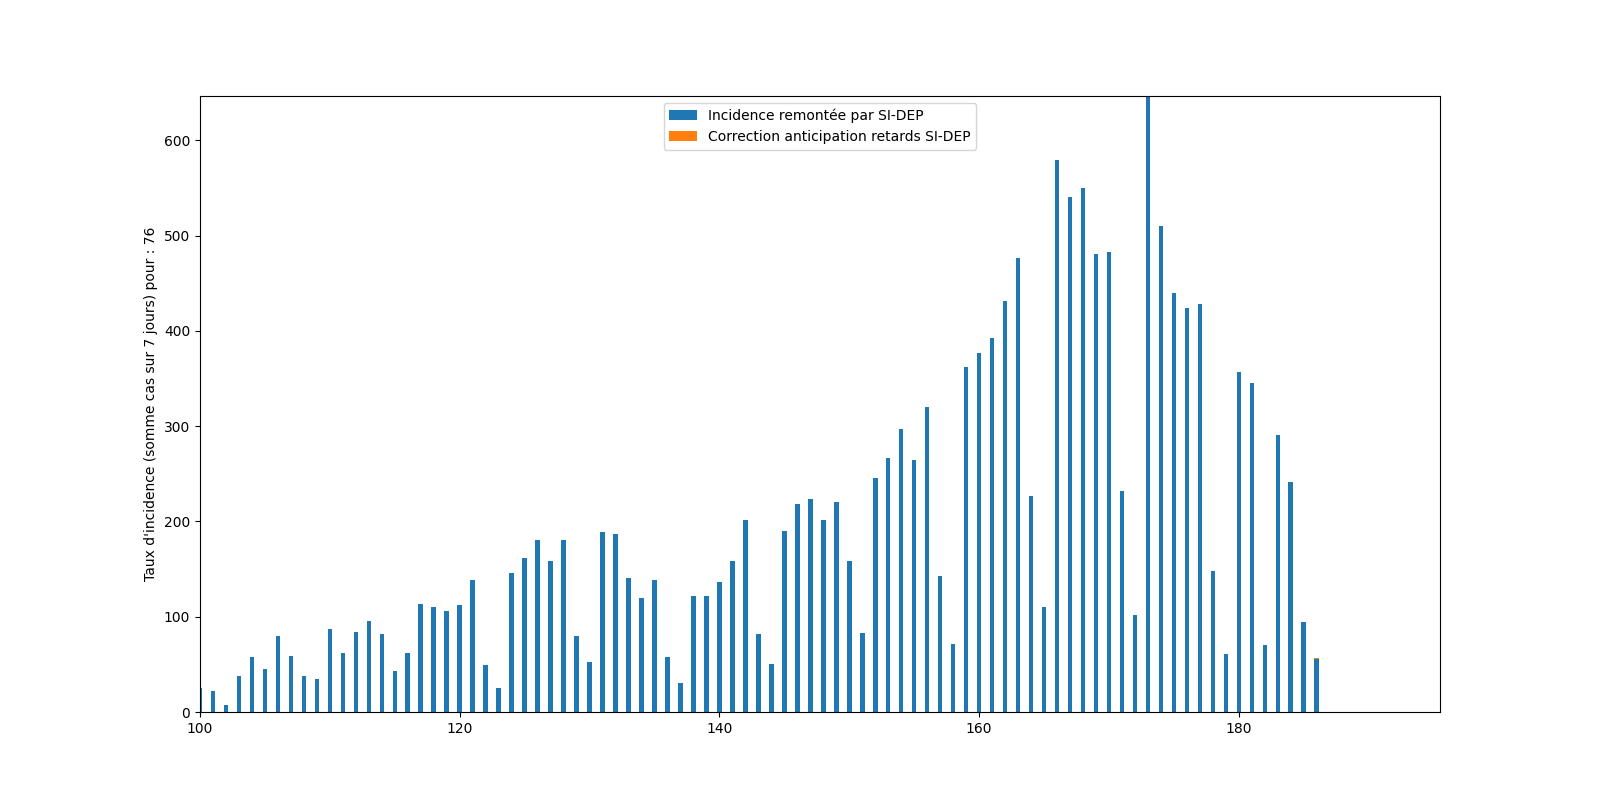 Incidence remontée par SI-DEP
Correction anticipation retards SI-DEP
Taux d'incidence (somme cas sur 7 jours) pour : 76
600
500
400
300
200
100
0
100 120 140 160 180